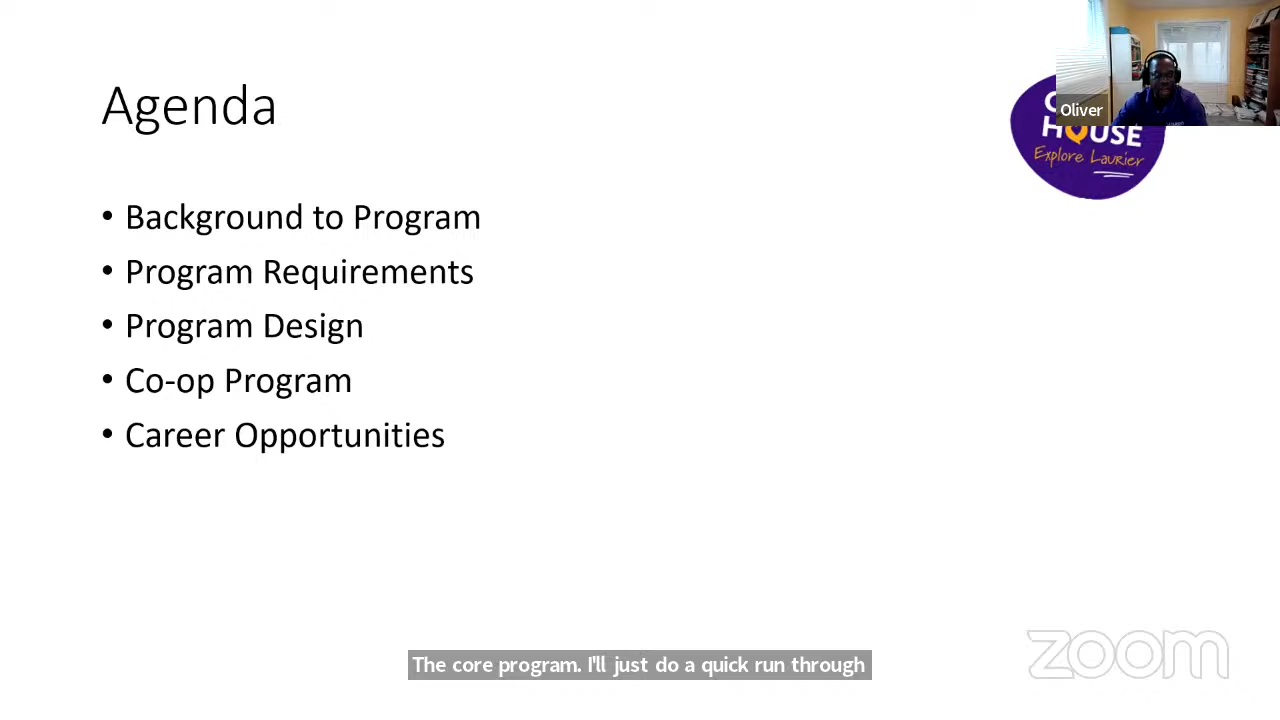 Agenda
Oliver
HOUSE
Explore Laurier
• Background to Program
• Program Requirements
• Program Design
• Co-op Program
• Career Opportunities
The core program. I'll just do a quick run through
zoom